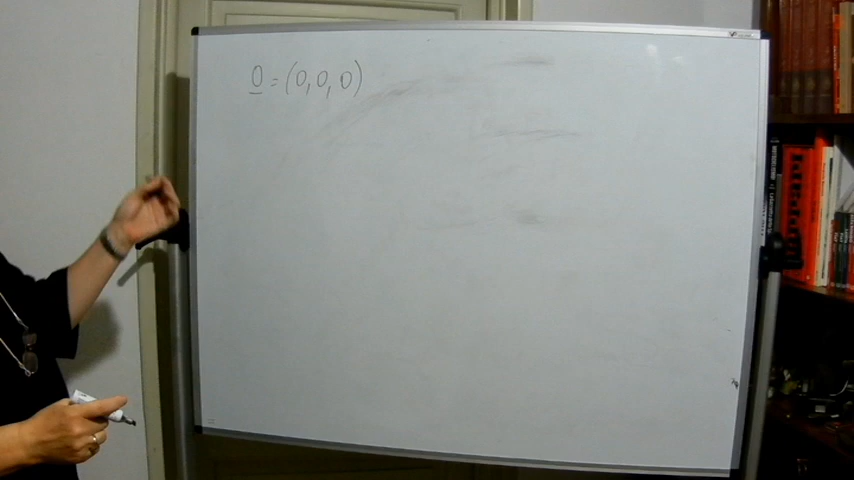 0 = (0, 0, 0)